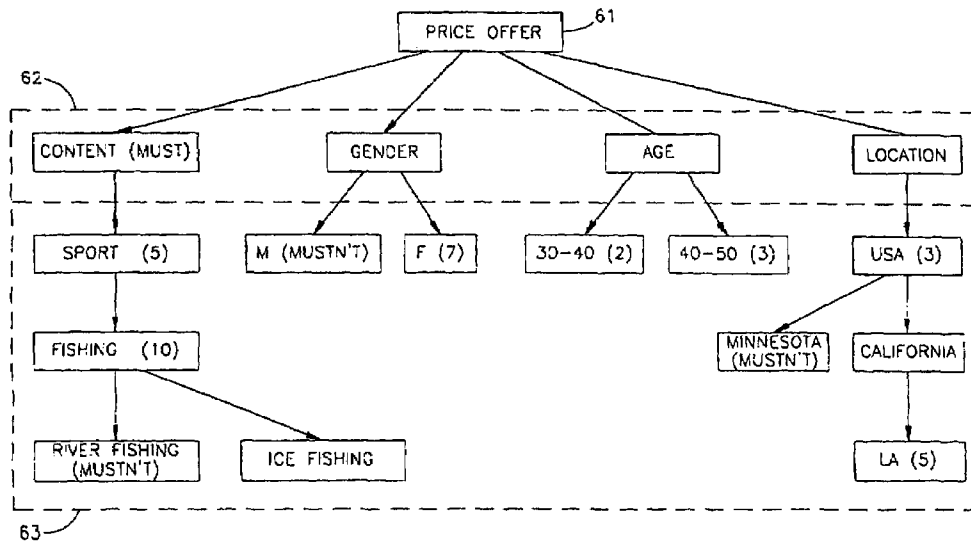 61
PRICE OFFER
62
CONTENT (MUST)
GENDER
AGE
LOCATION
SPORT (5)
M (MUSTN'T)
F (7)
30-40 (2)
40-50 (3)
USA (3)
FISHING (10)
MINNESOTA
(MUSTN'T)
CALIFORNIA
RIVER FISHING
(MUSTN'T)
ICE FISHING
LA (5)
63